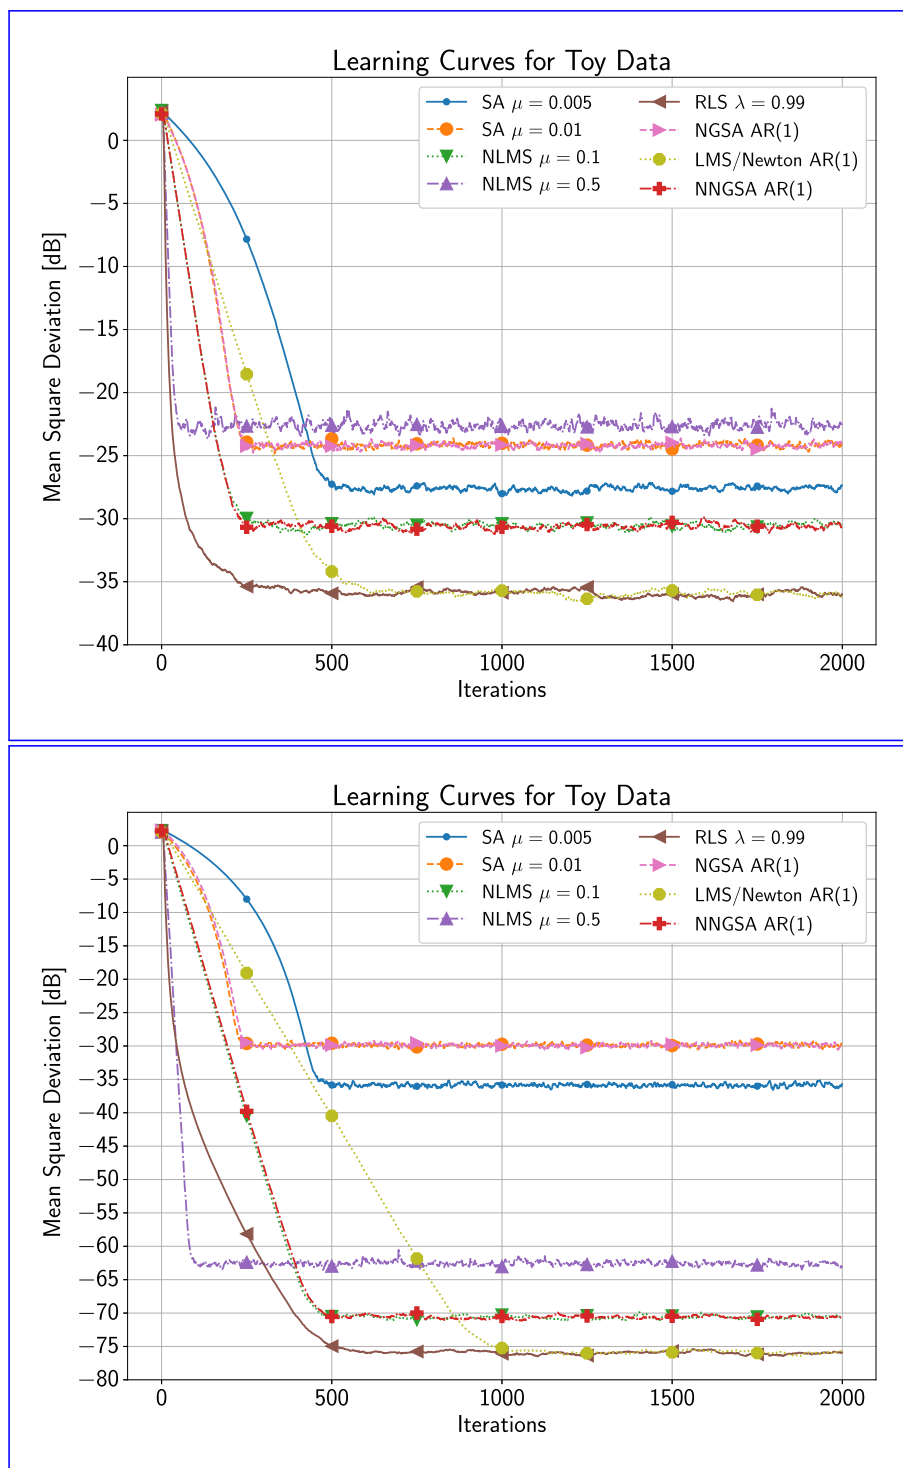 Learning Curves for Toy Data
SA μ = 0.005
SA μ = 0.01
NLMS μ = 0.1
NLMS μ = 0.5
RLS λ = 0.99
NGSA AR(1)
LMS/Newton AR(1)
NNGSA AR(1)
Mean Square Deviation [dB]
0
−5
−10
−15
−20
−25
−30
−35
−40
0 500 1000 1500 2000
Iterations
Learning Curves for Toy Data
SA μ = 0.005
SA μ = 0.01
NLMS μ = 0.1
NLMS μ = 0.5
RLS λ = 0.99
NGSA AR(1)
LMS/Newton AR(1)
NNGSA AR(1)
Mean Square Deviation [dB]
0
−5
−10
−15
−20
−25
−30
−35
−40
−45
−50
−55
−60
−65
−70
−75
−80
0 500 1000 1500 2000
Iterations